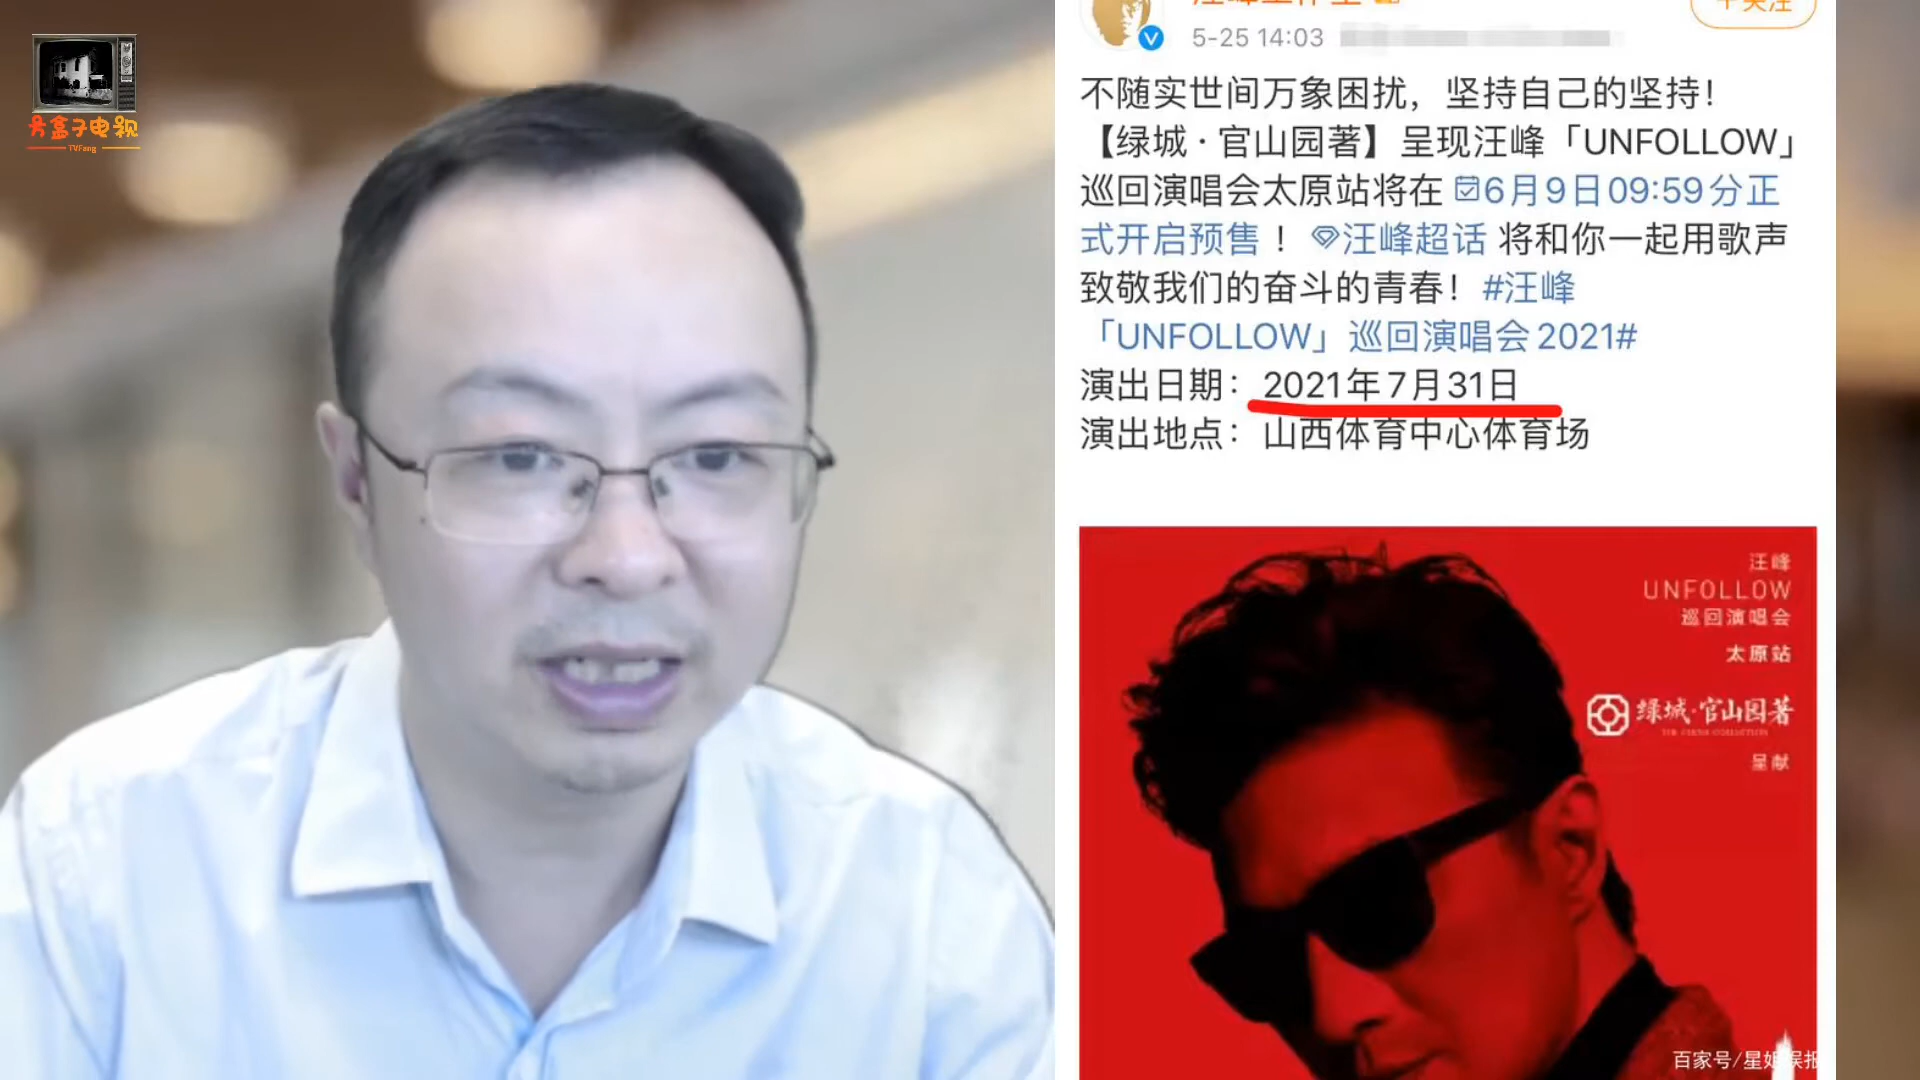 片盒子电视
TVFang
5-25 14:03
不随实世间万象困扰，坚持自己的坚持！
【绿城·官山园著】呈现汪峰「UNFOLLOW」
巡回演唱会太原站将在 6月9日09:59分正
式开启预售！ 汪峰超话 将和你一起用歌声
致敬我们的奋斗的青春！#汪峰
「UNFOLLOW」巡回演唱会2021#
演出日期：2021年7月31日
演出地点：山西体育中心体育场
汪峰
UNFOLLOW
巡回演唱会
太原站
绿城·官山园著
呈献
百家号/星姐娱报